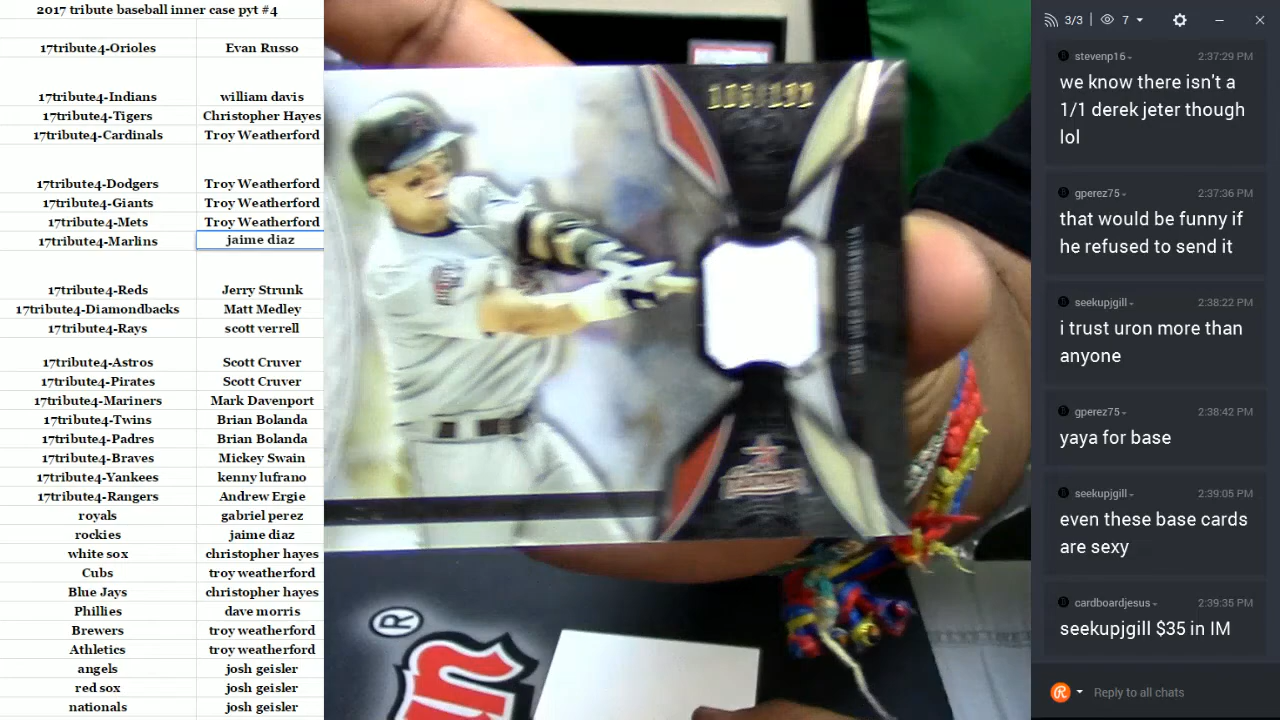 2017 tribute baseball inner case pyt #4
17tribute4-Orioles Evan Russo
17tribute4-Indians william davis
17tribute4-Tigers Christopher Hayes
17tribute4-Cardinals Troy Weatherford
17tribute4-Dodgers Troy Weatherford
17tribute4-Giants Troy Weatherford
17tribute4-Mets Troy Weatherford
17tribute4-Marlins jaime diaz
17tribute4-Reds Jerry Strunk
17tribute4-Diamondbacks Matt Medley
17tribute4-Rays scott verrell
17tribute4-Astros Scott Cruver
17tribute4-Pirates Scott Cruver
17tribute4-Mariners Mark Davenport
17tribute4-Twins Brian Bolanda
17tribute4-Padres Brian Bolanda
17tribute4-Braves Mickey Swain
17tribute4-Yankees kenny lufrano
17tribute4-Rangers Andrew Ergie
royals gabriel perez
rockies jaime diaz
white sox christopher hayes
Cubs troy weatherford
Blue Jays christopher hayes
Phillies dave morris
Brewers troy weatherford
Athletics troy weatherford
angels josh geisler
red sox josh geisler
nationals josh geisler
®
3/3 7
stevenp16 2:37:29 PM
we know there isn't a
1/1 derek jeter though
lol
gperez75 2:37:36 PM
that would be funny if
he refused to send it
seekupjgill 2:38:22 PM
i trust uron more than
anyone
gperez75 2:38:42 PM
yaya for base
seekupjgill 2:39:05 PM
even these base cards
are sexy
cardboardjesus 2:39:35 PM
seekupjgill $35 in IM
Reply to all chats